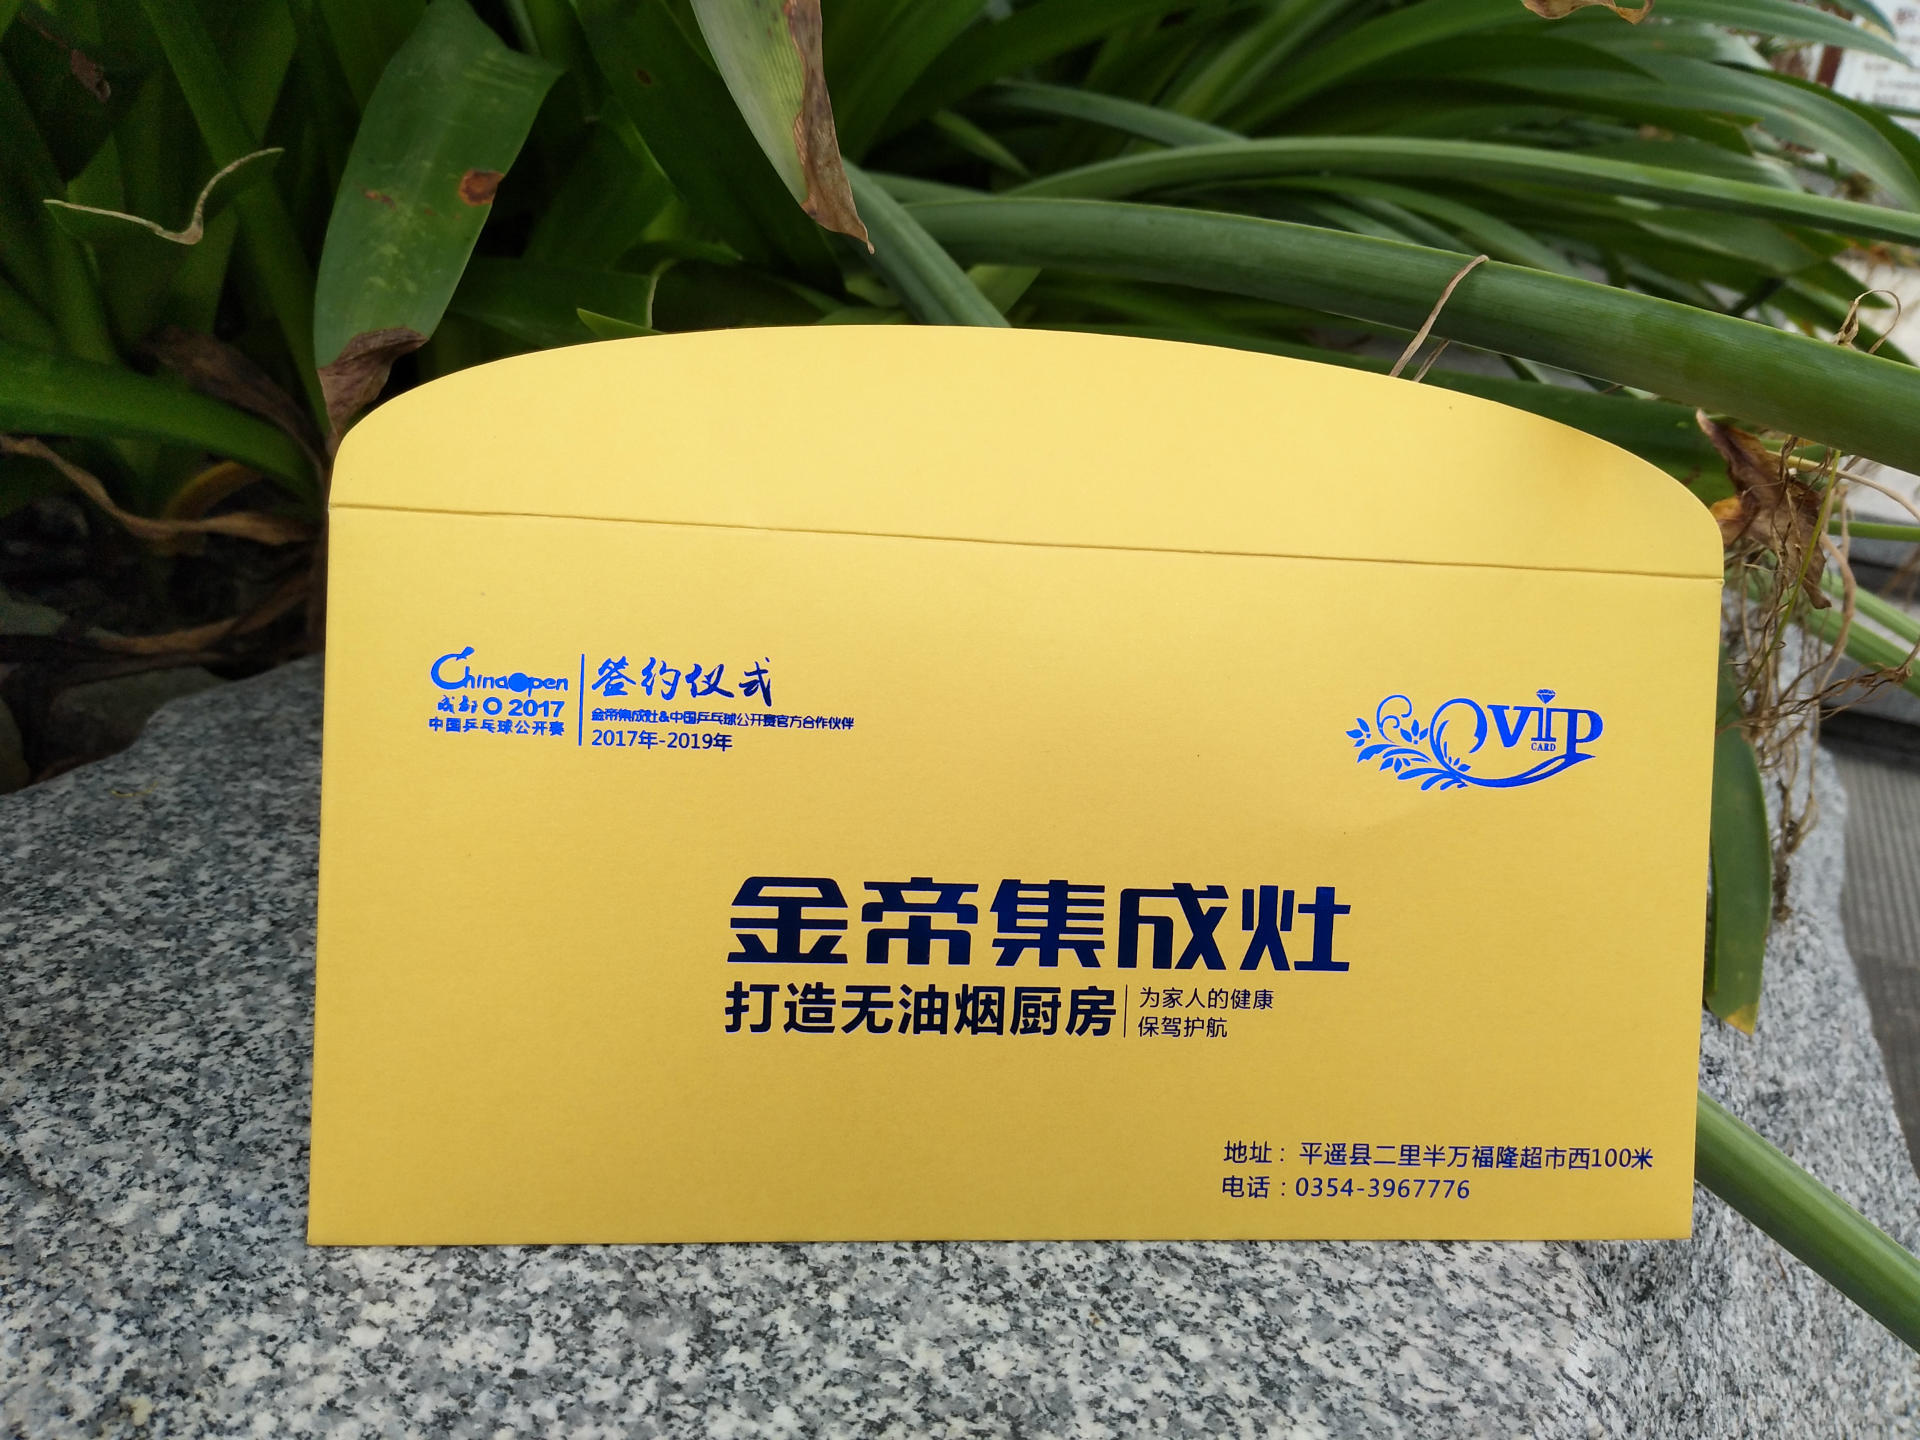 ChinaOpen
成都 2017
中国乒乓球公开赛
签约仪式
金帝集成灶&中国乒乓球公开赛官方合作伙伴
2017年-2019年
VIP
CARD
金帝集成灶
打造无油烟厨房
为家人的健康
保驾护航
地址：平遥县二里半万福隆超市西100米
电话：0354-3967776